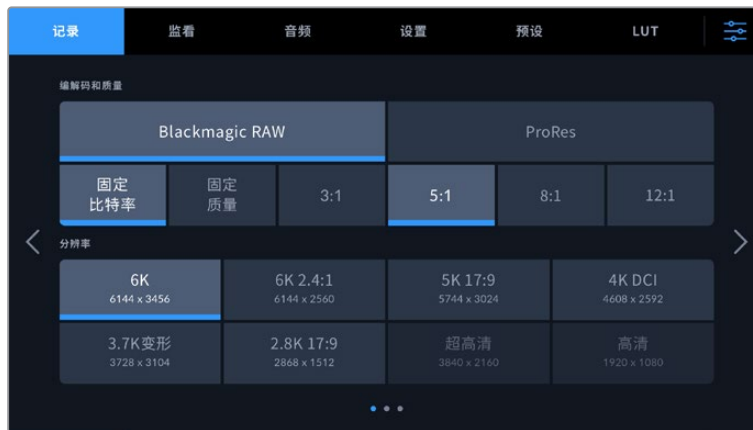 记录 监看 音频 设置 预设 LUT
编解码和质量
Blackmagic RAW ProRes
固定 固定
比特率 质量 3:1 5:1 8:1 12:1
分辨率
6K 6K 2.4:1 5K 17:9 4K DCI
6144 x 3456 6144 x 2560 5744 x 3024 4608 x 2592
3.7K变形 2.8K 17:9 超高清 高清
3728 x 3104 2868 x 1512 3840 x 2160 1920 x 1080